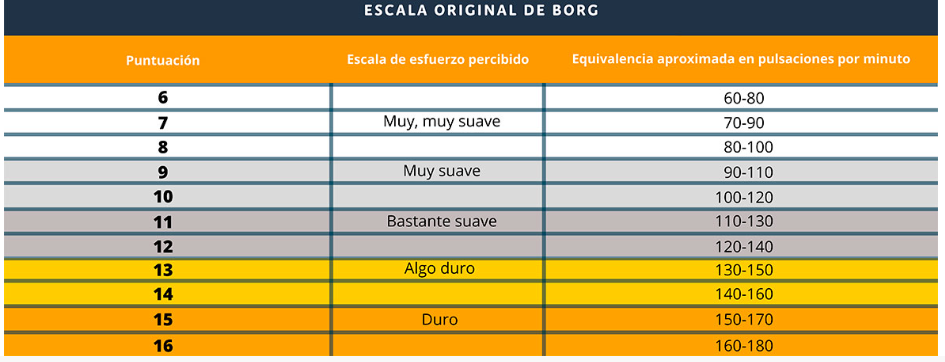 ESCALA ORIGINAL DE BORG
Puntuación Escala de esfuerzo percibido Equivalencia aproximada en pulsaciones por minuto
6 60-80
7 Muy, muy suave 70-90
8 80-100
9 Muy suave 90-110
10 100-120
11 Bastante suave 110-130
12 120-140
13 Algo duro 130-150
14 140-160
15 Duro 150-170
16 160-180